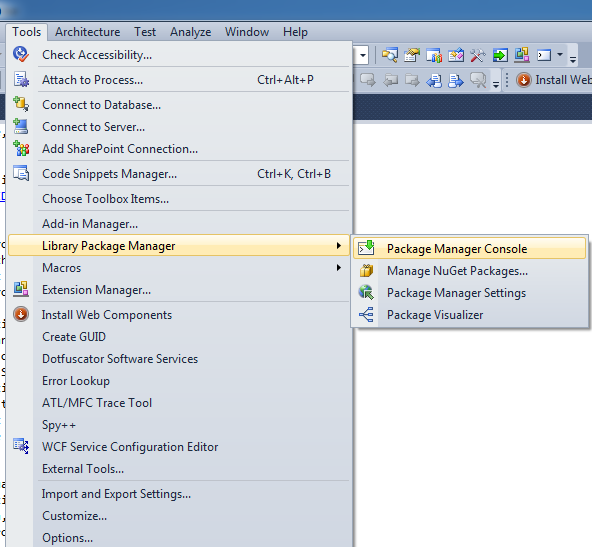 Tools Architecture Test Analyze Window Help
Check Accessibility...
Attach to Process... Ctrl+Alt+P
Install Web
Connect to Database...
Connect to Server...
Add SharePoint Connection...
Code Snippets Manager... Ctrl+K, Ctrl+B
Choose Toolbox Items...
Add-in Manager...
Library Package Manager
Package Manager Console
Macros
Manage NuGet Packages...
Extension Manager...
Package Manager Settings
Install Web Components
Package Visualizer
Create GUID
Dotfuscator Software Services
Error Lookup
ATL/MFC Trace Tool
Spy++
WCF Service Configuration Editor
External Tools...
Import and Export Settings...
Customize...
Options...